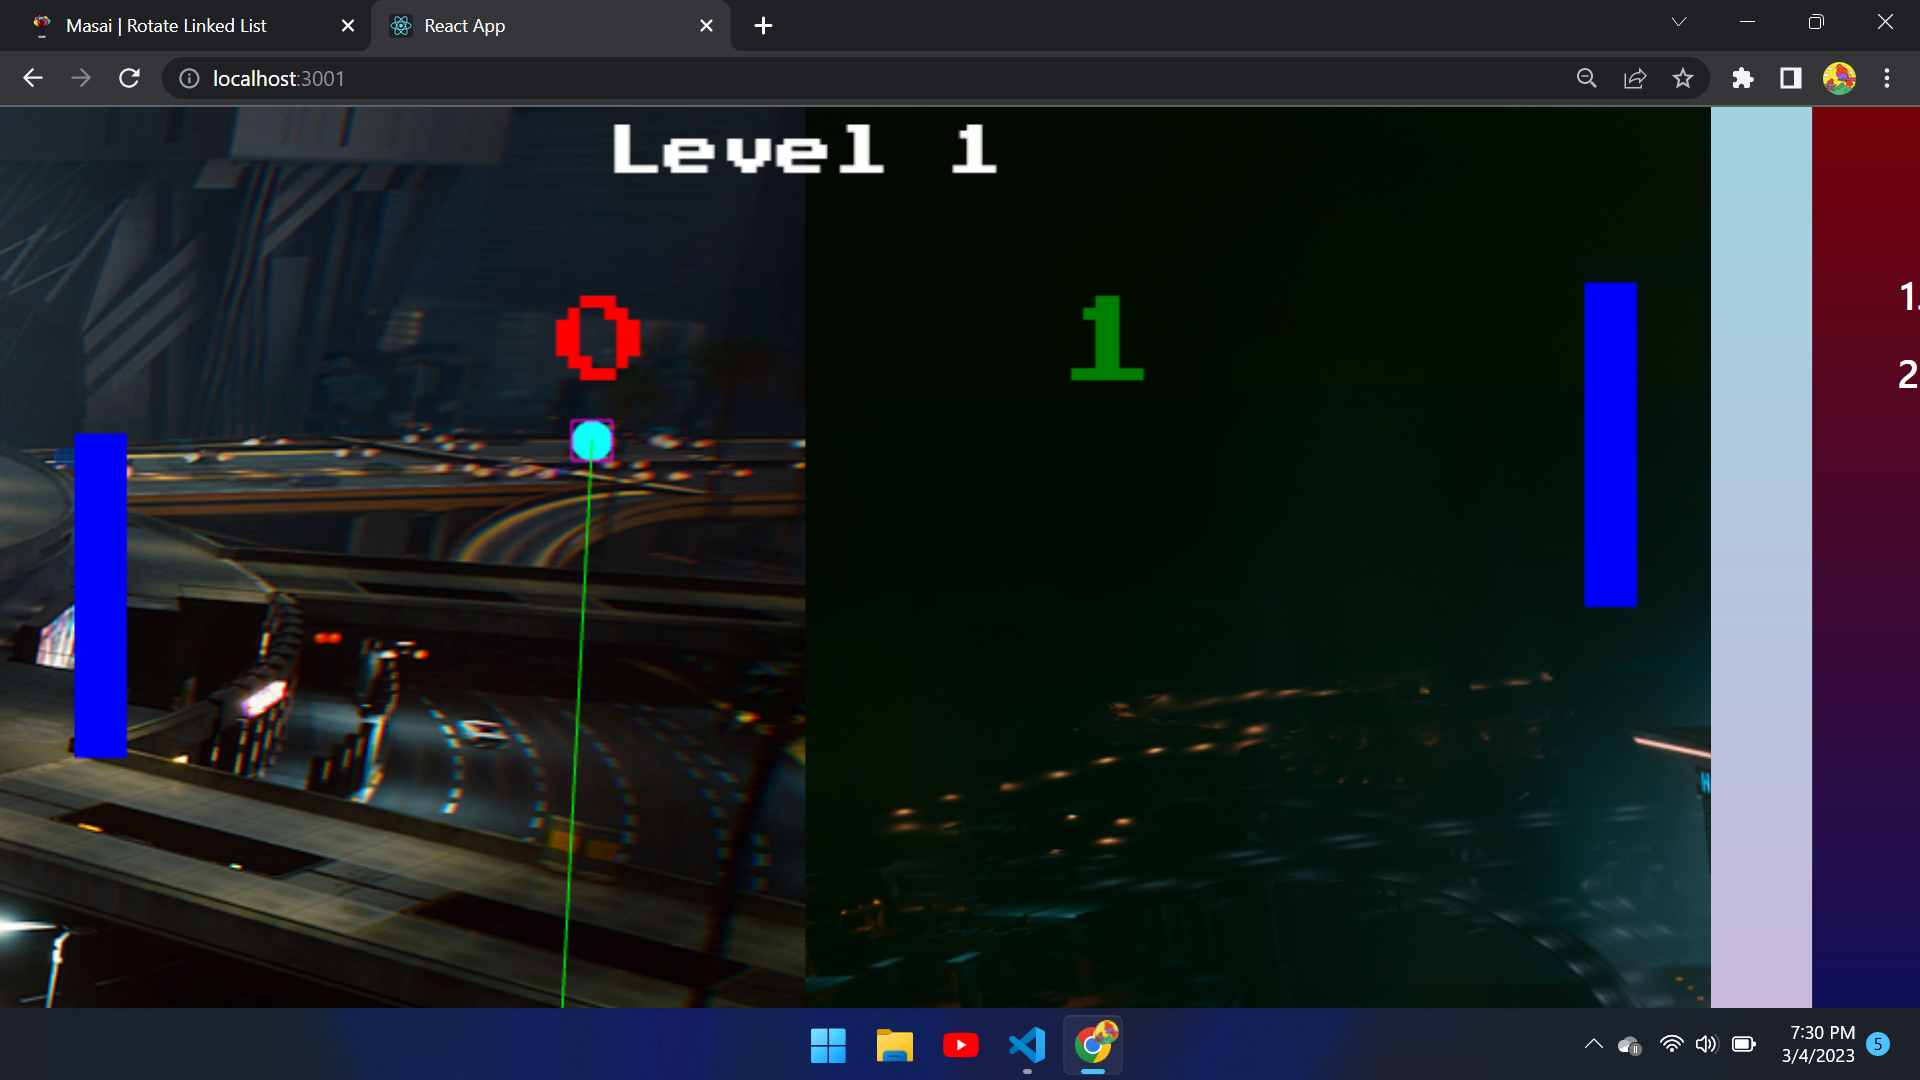 Masai | Rotate Linked List
React App
localhost:3001
Level 1
0
1
1.
2
7:30 PM
3/4/2023
5